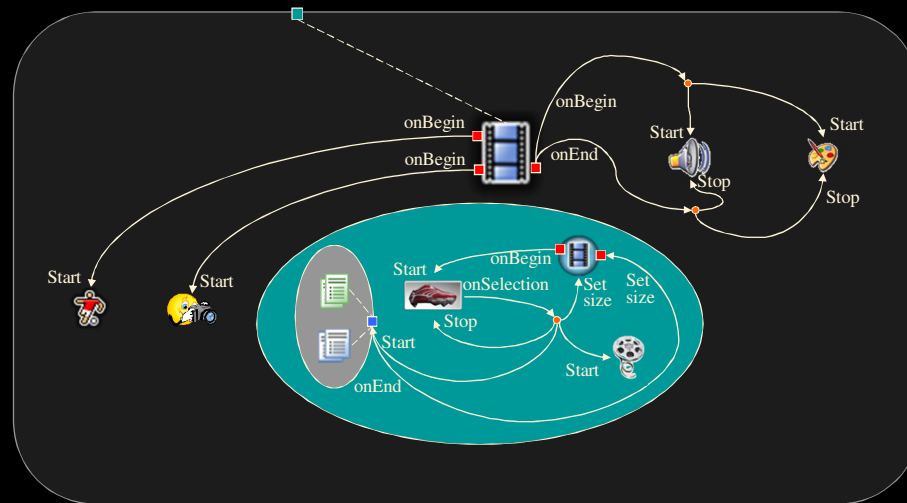 onBegin
onBegin
onBegin
onEnd
Start
Start
Stop
Stop
Start
Start
onBegin
Start
onSelection
Set
size
Set
size
Stop
Start
Start
onEnd